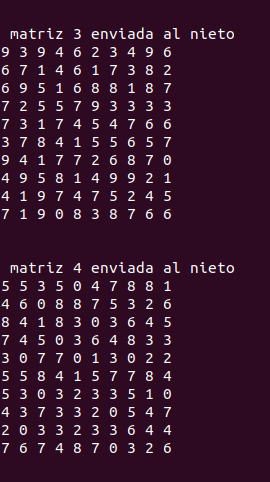 matriz 3 enviada al nieto
9 3 9 4 6 2 3 4 9 6
6 7 1 4 6 1 7 3 8 2
6 9 5 1 6 8 8 1 8 7
7 2 5 5 7 9 3 3 3 3
7 3 1 7 4 5 4 7 6 6
3 7 8 4 1 5 5 6 5 7
9 4 1 7 7 2 6 8 7 0
4 9 5 8 1 4 9 9 2 1
4 1 9 7 4 7 5 2 4 5
7 1 9 0 8 3 8 7 6 6
matriz 4 enviada al nieto
5 5 3 5 0 4 7 8 8 1
4 6 0 8 8 7 5 3 2 6
8 4 1 8 3 0 3 6 4 5
7 4 5 0 3 6 4 8 3 3
3 0 7 7 0 1 3 0 2 2
5 5 8 4 1 5 7 7 8 4
5 3 0 3 2 3 3 5 1 0
4 3 7 3 3 2 0 5 4 7
2 0 3 3 2 3 3 6 4 4
7 6 7 4 8 7 0 3 2 6